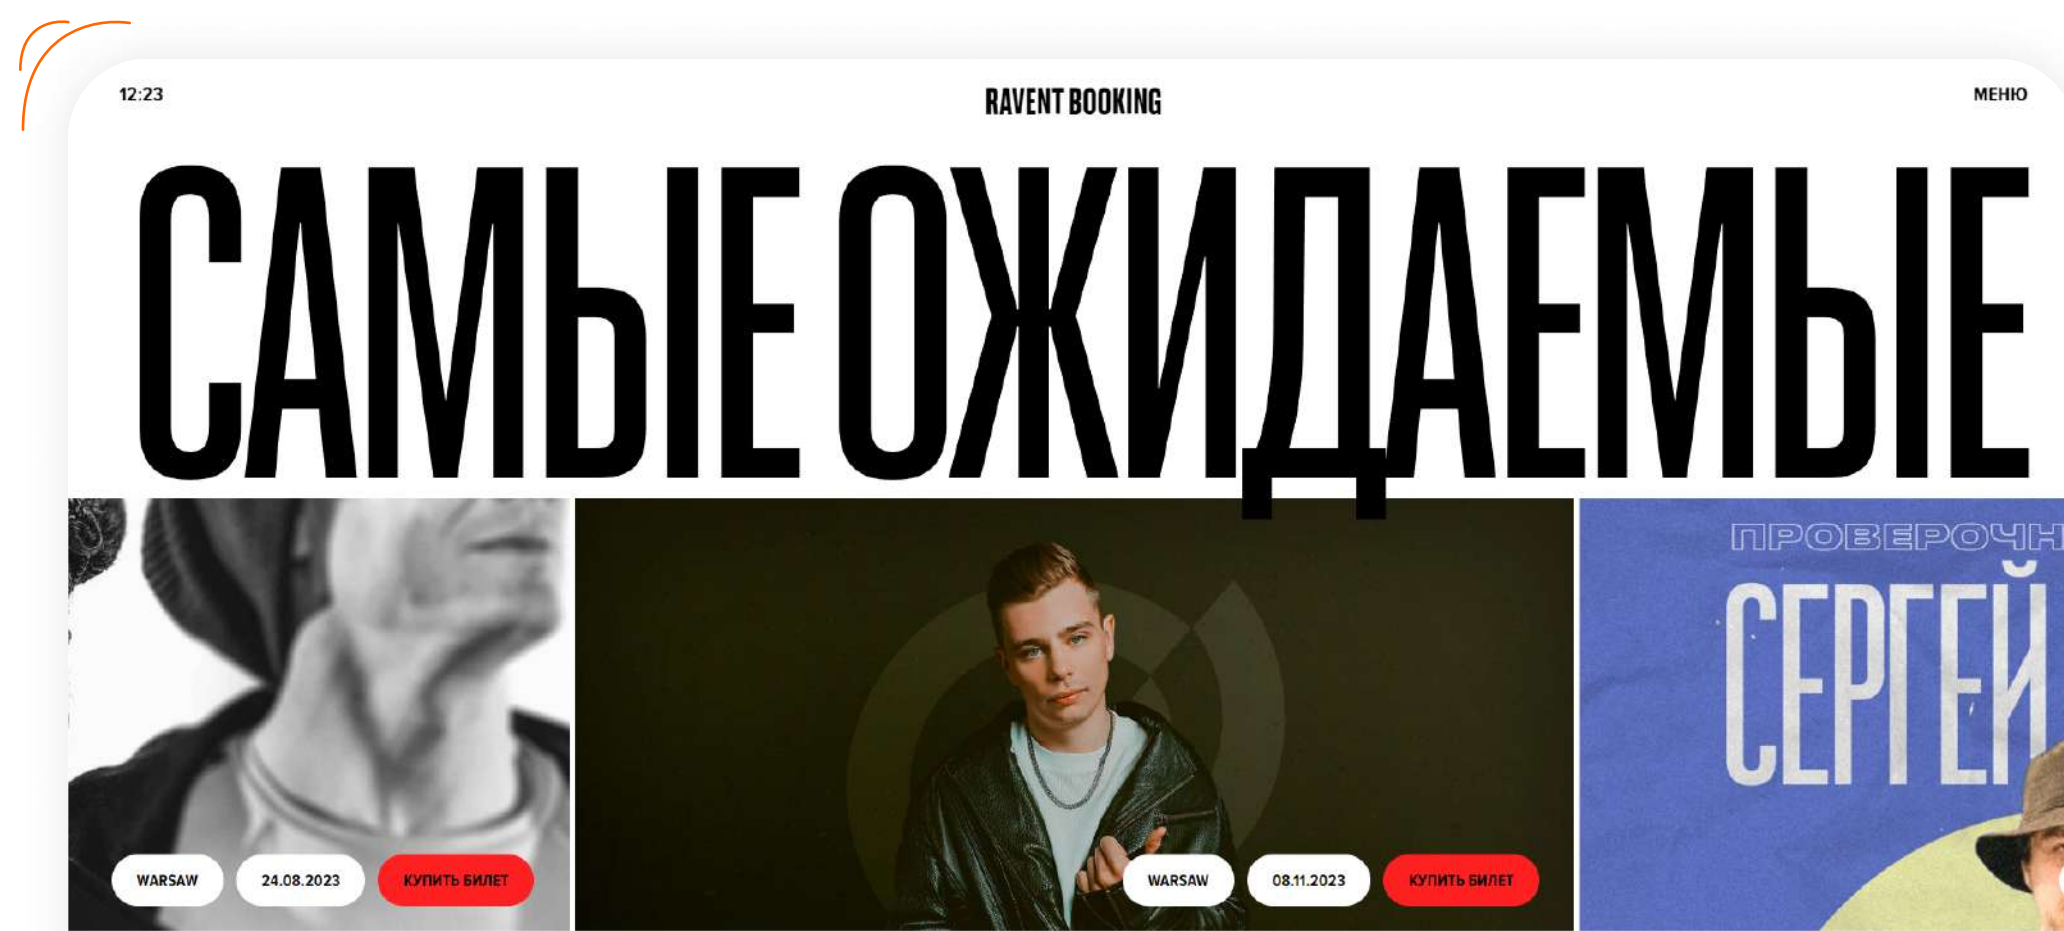 12:23
RAVENT BOOKING
МЕНЮ
САМЫЕ ОЖИДАЕМЫЕ
WARSAW
24.08.2023
КУПИТЬ БИЛЕТ
WARSAW
08.11.2023
КУПИТЬ БИЛЕТ
ПРОВЕРОЧН
СЕРГЕЙ